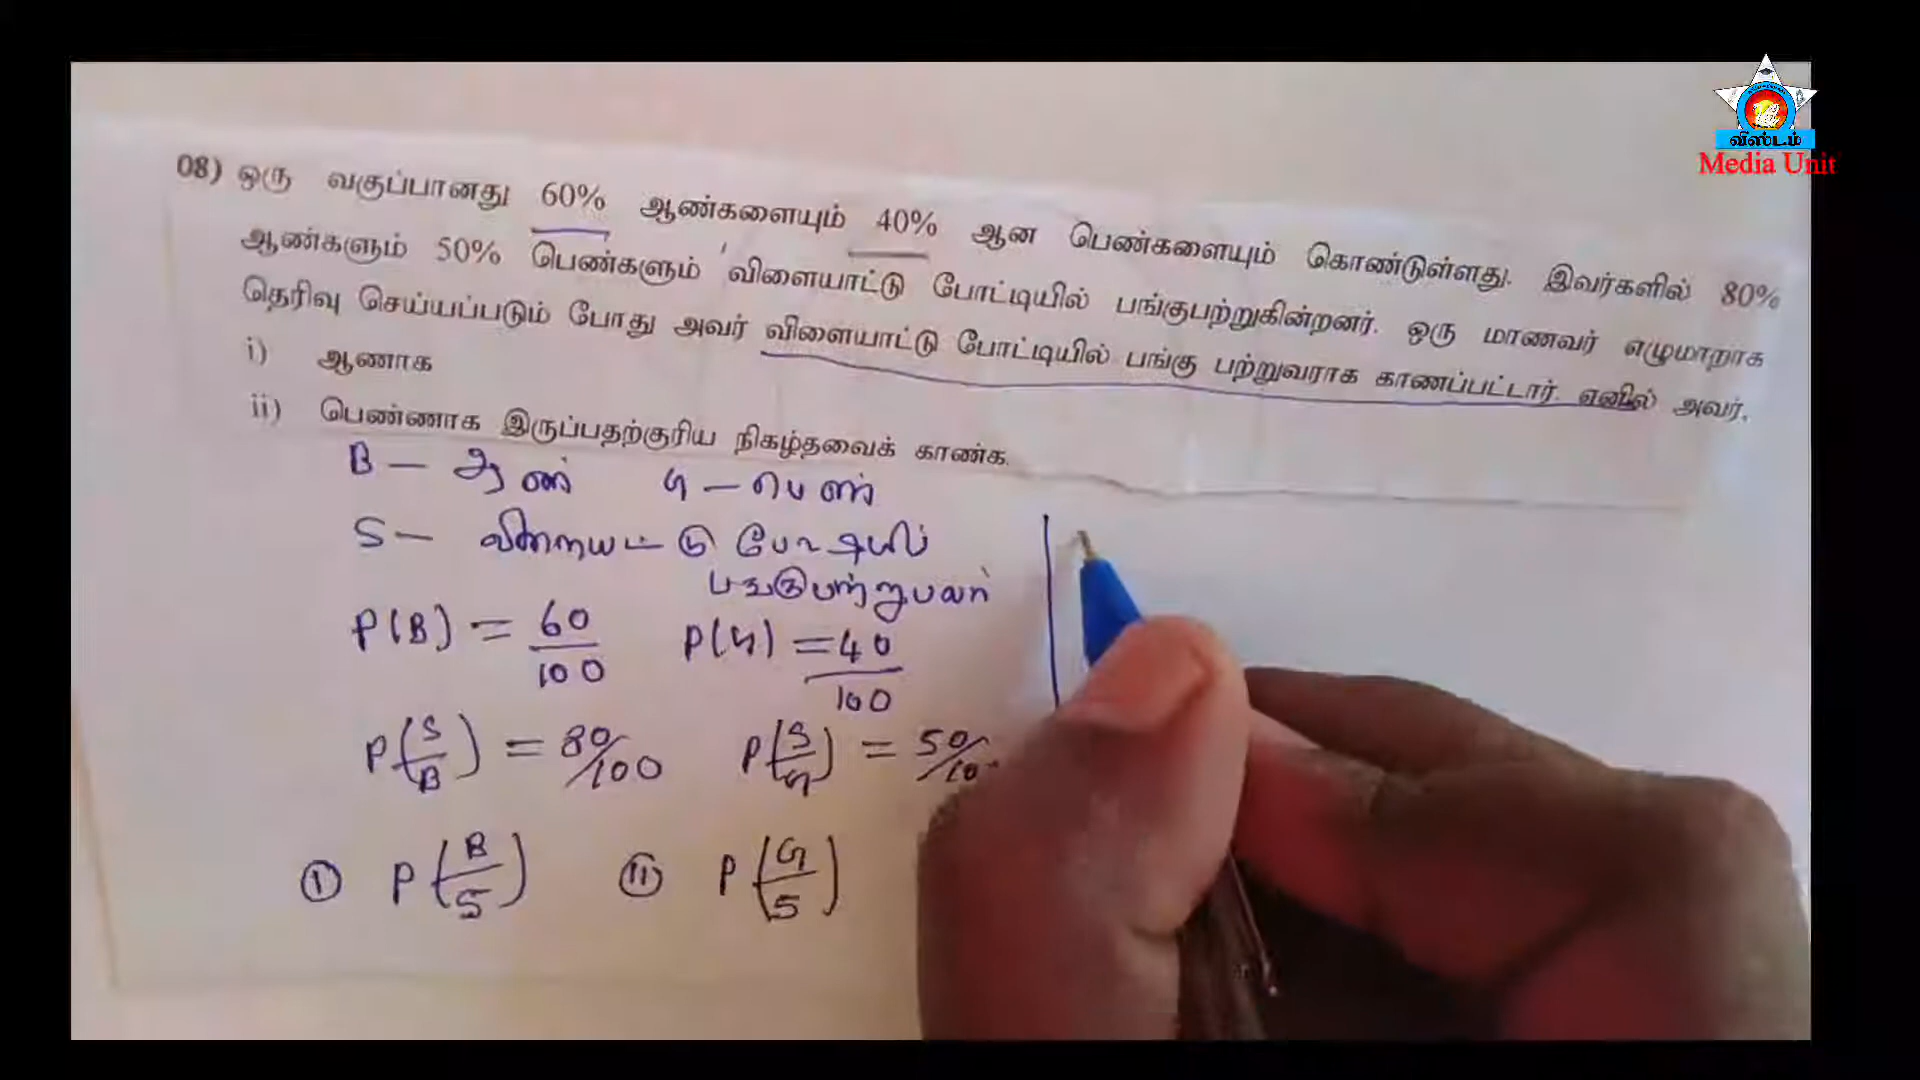 விஸ்டம்
Media Unit
08) ஒரு வகுப்பானது 60% ஆண்களையும் 40% ஆன பெண்களையும் கொண்டுள்ளது. இவர்களில் 80%
ஆண்களும் 50% பெண்களும் விளையாட்டு போட்டியில் பங்குபற்றுகின்றனர். ஒரு மாணவர் எழுமாறாக
தெரிவு செய்யப்படும் போது அவர் விளையாட்டு போட்டியில் பங்கு பற்றுவராக காணப்பட்டார். எனில் அவர்,
i) ஆணாக
ii) பெண்ணாக இருப்பதற்குரிய நிகழ்தவைக் காண்க.
B — ஆண் G — பெண்
S — விளையட்டு போட்டியில்
பங்குபற்றுபவர்
P(B) = 60/100 P(G) = 40/100
P(S/B) = 80/100 P(S/G) = 50/10
(i) P(B/S) (ii) P(G/S)